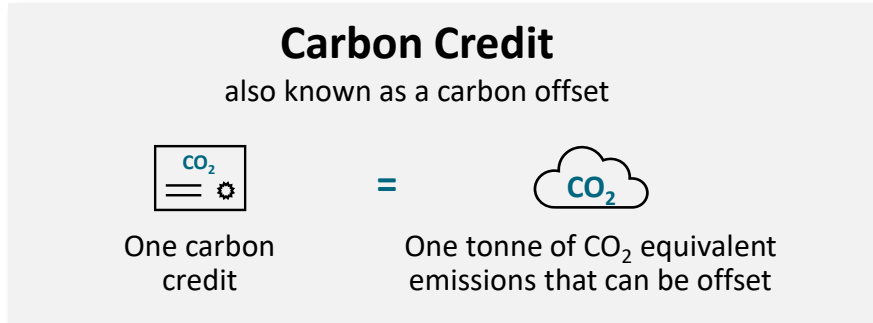 Carbon Credit
also known as a carbon offset
CO₂
=
CO₂
One carbon
credit
One tonne of CO₂ equivalent
emissions that can be offset